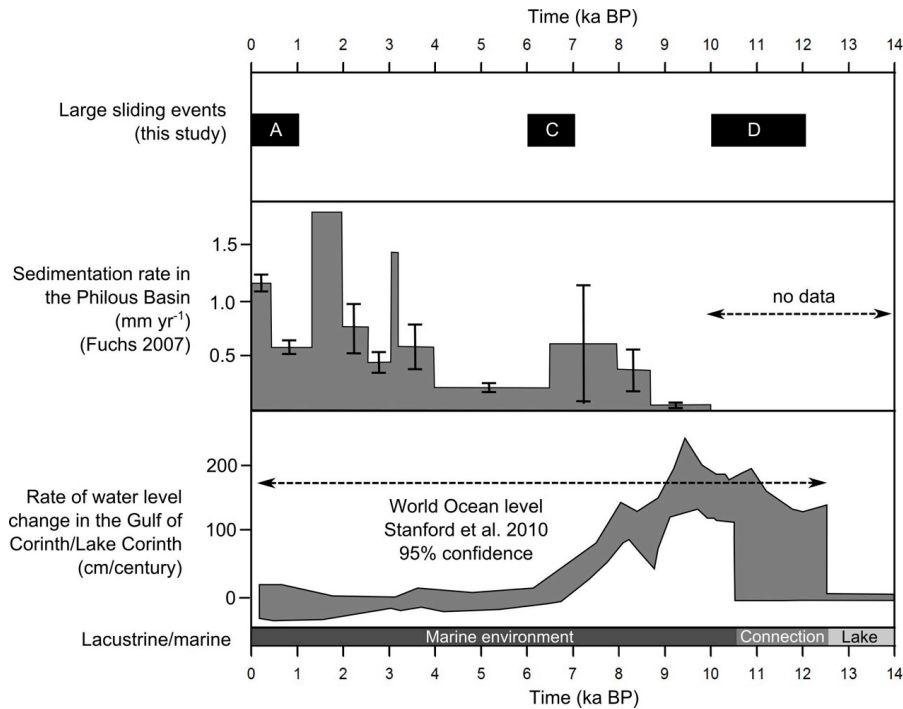 Time (ka BP)
0 1 2 3 4 5 6 7 8 9 10 11 12 13 14
Large sliding events
(this study)
A C D
Sedimentation rate in
the Philous Basin
(mm yr-1)
(Fuchs 2007)
1.5
1.0
0.5
no data
Rate of water level
change in the Gulf of
Corinth/Lake Corinth
(cm/century)
200
100
0
World Ocean level
Stanford et al. 2010
95% confidence
Lacustrine/marine
Marine environment Connection Lake
0 1 2 3 4 5 6 7 8 9 10 11 12 13 14
Time (ka BP)